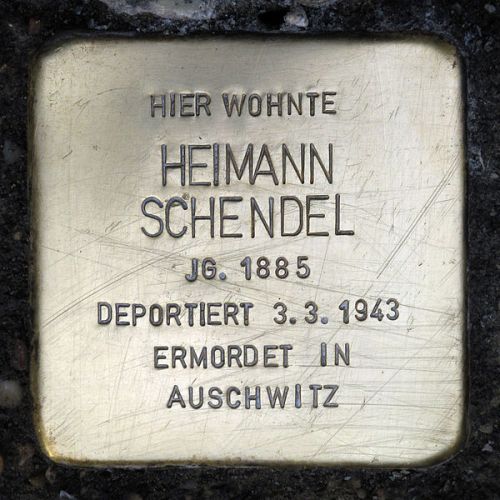 HIER WOHNTE
HEIMANN
SCHENDEL
JG. 1885
DEPORTIERT 3.3.1943
ERMORDET IN
AUSCHWITZ